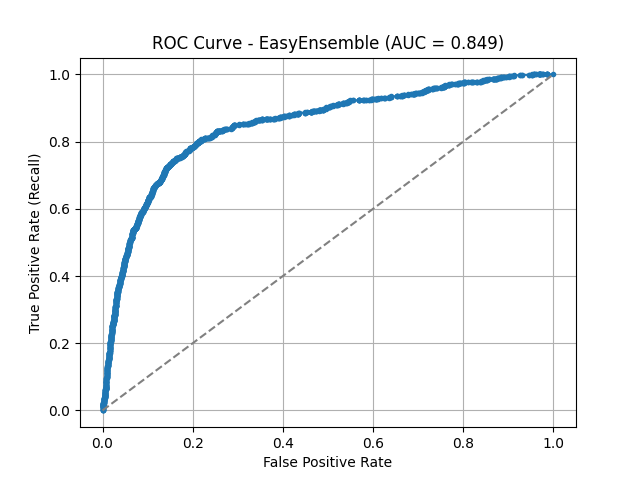 ROC Curve - EasyEnsemble (AUC = 0.849)
True Positive Rate (Recall)
1.0
0.8
0.6
0.4
0.2
0.0
0.0 0.2 0.4 0.6 0.8 1.0
False Positive Rate